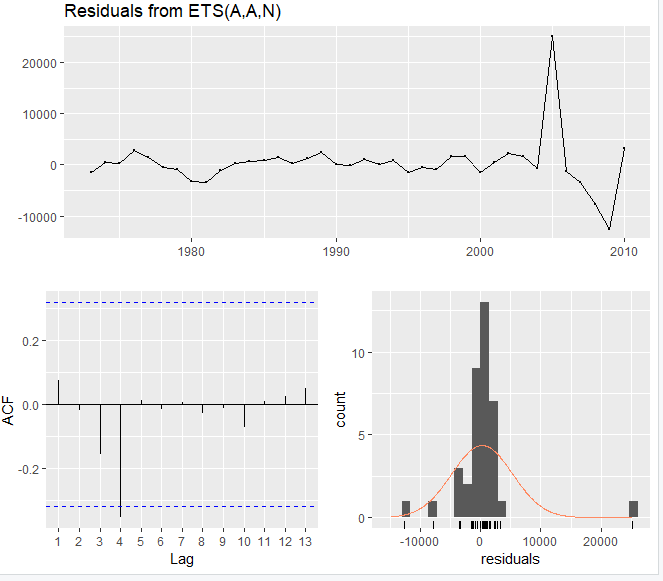 Residuals from ETS(A,A,N)
20000
10000
0
-10000
1980 1990 2000 2010
ACF
0.2
0.0
-0.2
1 2 3 4 5 6 7 8 9 10 11 12 13
Lag
count
10
5
0
-10000 0 10000 20000
residuals